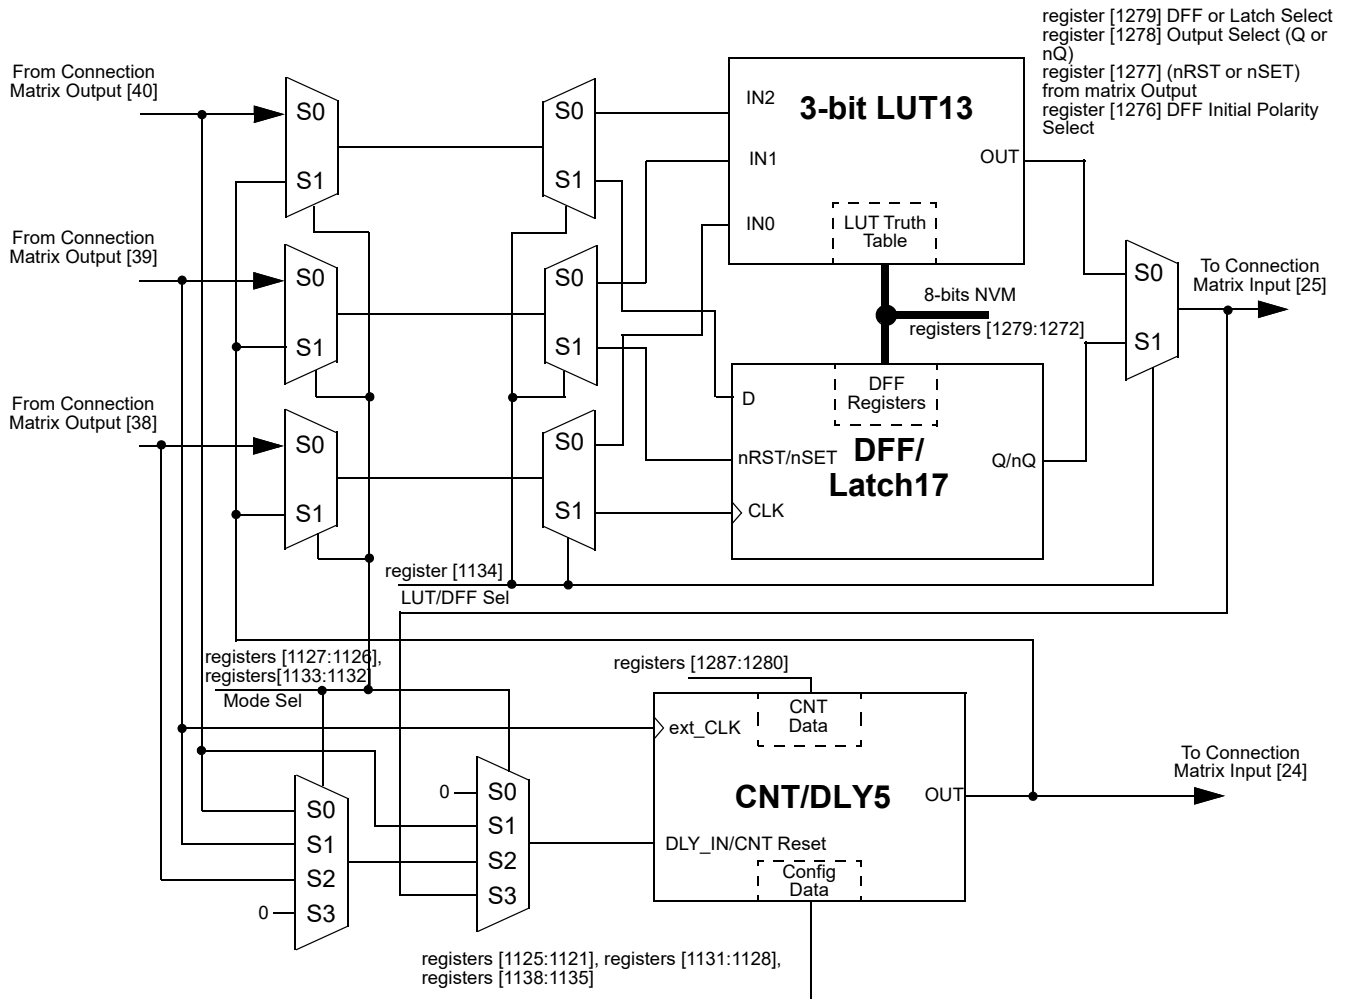 register [1279] DFF or Latch Select
register [1278] Output Select (Q or
nQ)
register [1277] (nRST or nSET)
from matrix Output
register [1276] DFF Initial Polarity
Select
From Connection
Matrix Output [40]
S0
S1
S0
S1
IN2
3-bit LUT13
IN1
OUT
IN0
LUT Truth
Table
From Connection
Matrix Output [39]
S0
S1
S0
S1
8-bits NVM
registers [1279:1272]
S0
S1
To Connection
Matrix Input [25]
From Connection
Matrix Output [38]
S0
S1
S0
S1
DFF
Registers
D
nRST/nSET
DFF/
Latch17
Q/nQ
CLK
register [1134]
LUT/DFF Sel
registers [1127:1126],
registers[1133:1132]
Mode Sel
registers [1287:1280]
CNT
Data
ext_CLK
CNT/DLY5
OUT
To Connection
Matrix Input [24]
DLY_IN/CNT Reset
Config
Data
S0
S1
S2
S3
0
0
S0
S1
S2
S3
registers [1125:1121], registers [1131:1128],
registers [1138:1135]